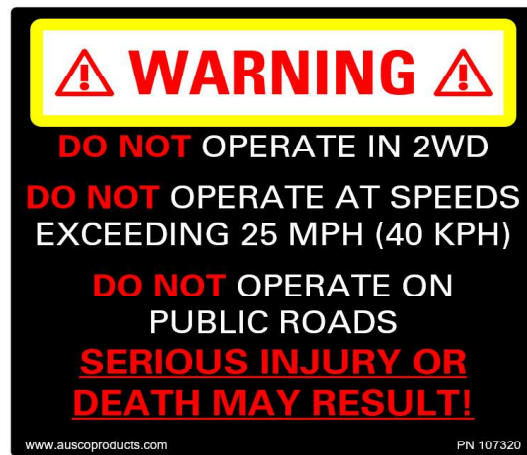 WARNING
DO NOT OPERATE IN 2WD
DO NOT OPERATE AT SPEEDS
EXCEEDING 25 MPH (40 KPH)
DO NOT OPERATE ON
PUBLIC ROADS
SERIOUS INJURY OR
DEATH MAY RESULT!
www.auscoproducts.com PN 107320